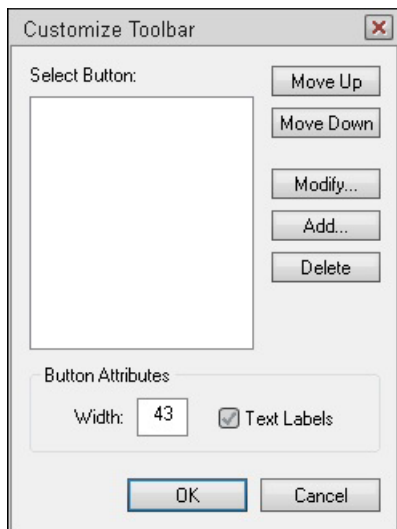 Customize Toolbar
Select Button:
Move Up
Move Down
Modify...
Add...
Delete
Button Attributes
Width: 43 Text Labels
OK Cancel